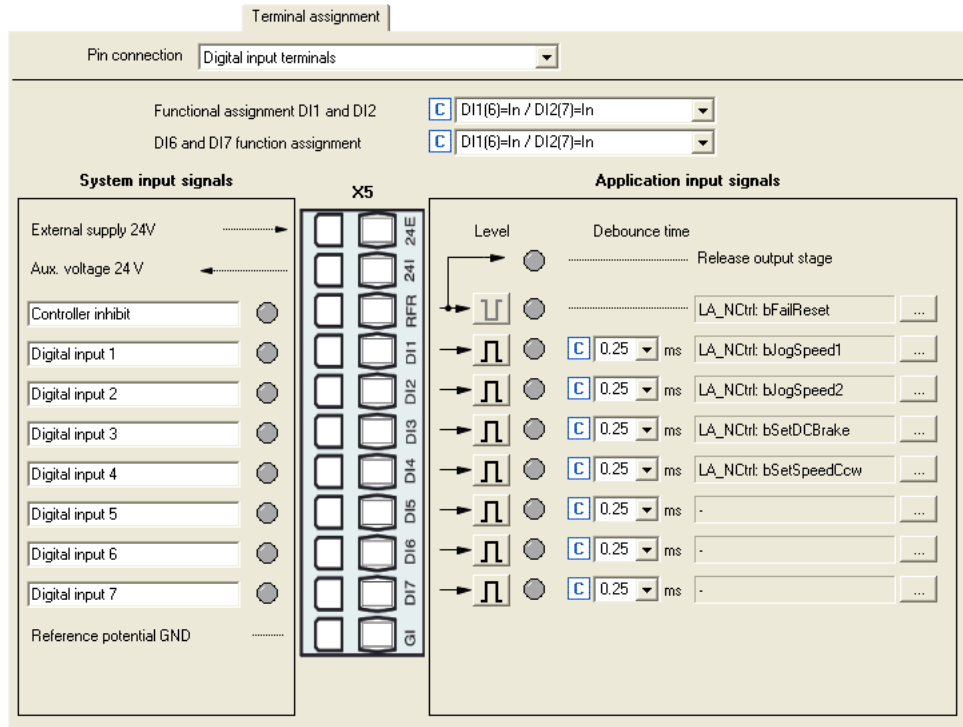 Terminal assignment
Pin connection Digital input terminals
Functional assignment DI1 and DI2 C DI1(6)=In / DI2(7)=In
DI6 and DI7 function assignment C DI1(6)=In / DI2(7)=In
System input signals X5 Application input signals
External supply 24V 24E Level Debounce time
Aux. voltage 24 V 24I Release output stage
Controller inhibit RFR LA_NCtrl: bFailReset ...
Digital input 1 DI1 C 0.25 ms LA_NCtrl: bJogSpeed1 ...
Digital input 2 DI2 C 0.25 ms LA_NCtrl: bJogSpeed2 ...
Digital input 3 DI3 C 0.25 ms LA_NCtrl: bSetDCBrake ...
Digital input 4 DI4 C 0.25 ms LA_NCtrl: bSetSpeedCcw ...
Digital input 5 DI5 C 0.25 ms - ...
Digital input 6 DI6 C 0.25 ms - ...
Digital input 7 DI7 C 0.25 ms - ...
Reference potential GND GI